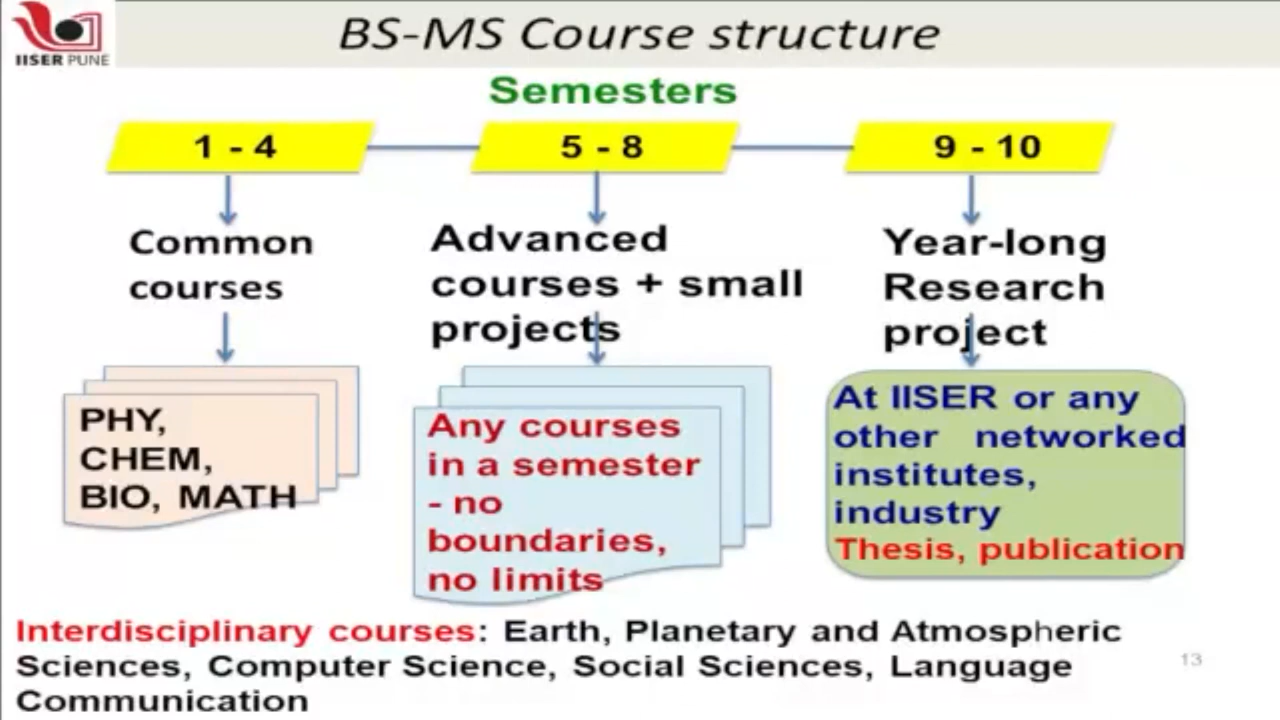 IISER PUNE
BS-MS Course structure
Semesters
1 - 4
5 - 8
9 - 10
Common
courses
Advanced
courses + small
projects
Year-long
Research
project
PHY,
CHEM,
BIO, MATH
Any courses
in a semester
- no
boundaries,
no limits
At IISER or any
other networked
institutes,
industry
Thesis, publication
Interdisciplinary courses: Earth, Planetary and Atmospheric
Sciences, Computer Science, Social Sciences, Language
Communication
13